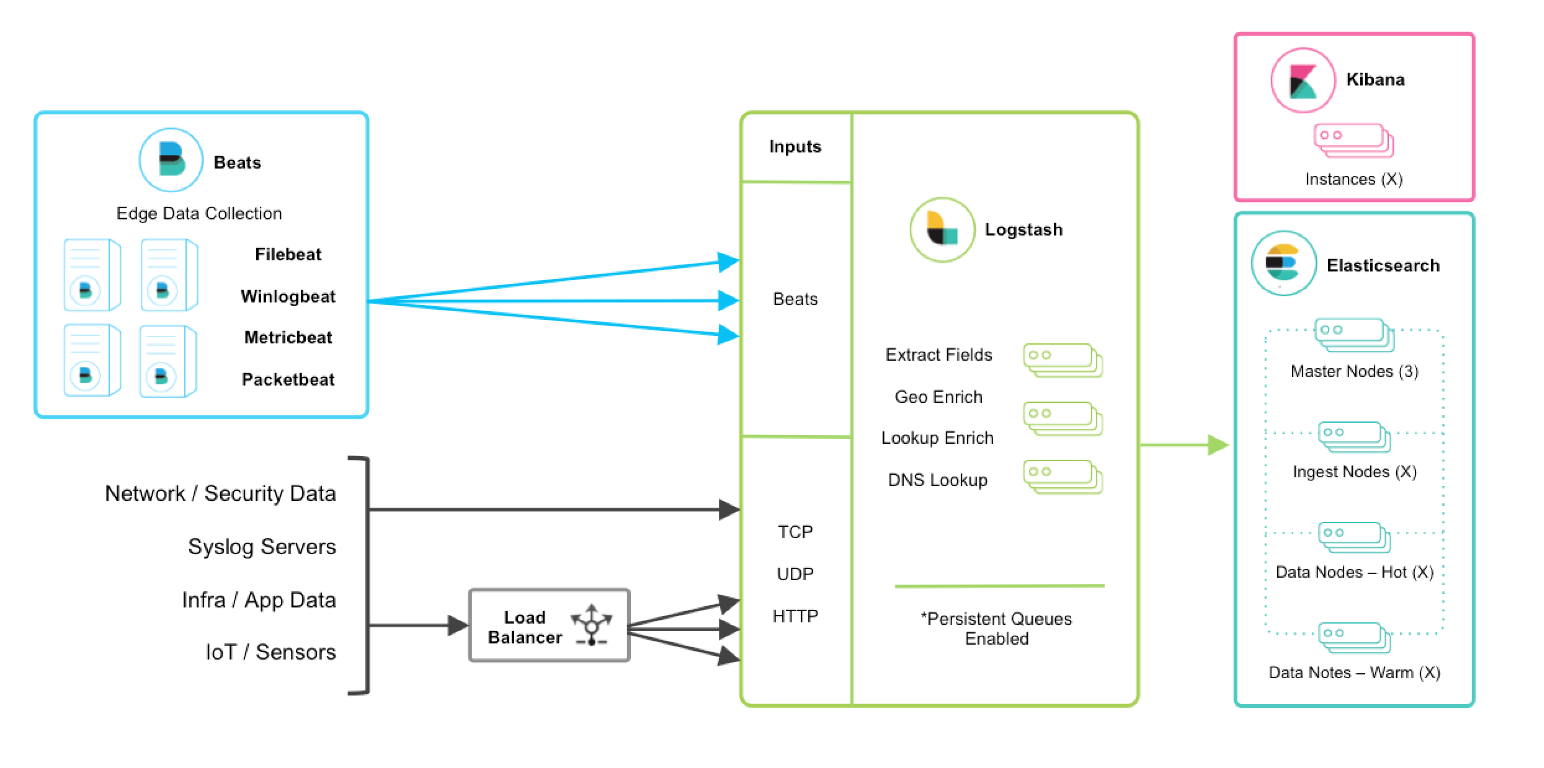 Beats
Edge Data Collection
Filebeat
Winlogbeat
Metricbeat
Packetbeat
Network / Security Data
Syslog Servers
Infra / App Data
IoT / Sensors
Load
Balancer
Inputs
Beats
TCP
UDP
HTTP
Logstash
Extract Fields
Geo Enrich
Lookup Enrich
DNS Lookup
*Persistent Queues
Enabled
Kibana
Instances (X)
Elasticsearch
Master Nodes (3)
Ingest Nodes (X)
Data Nodes – Hot (X)
Data Notes – Warm (X)